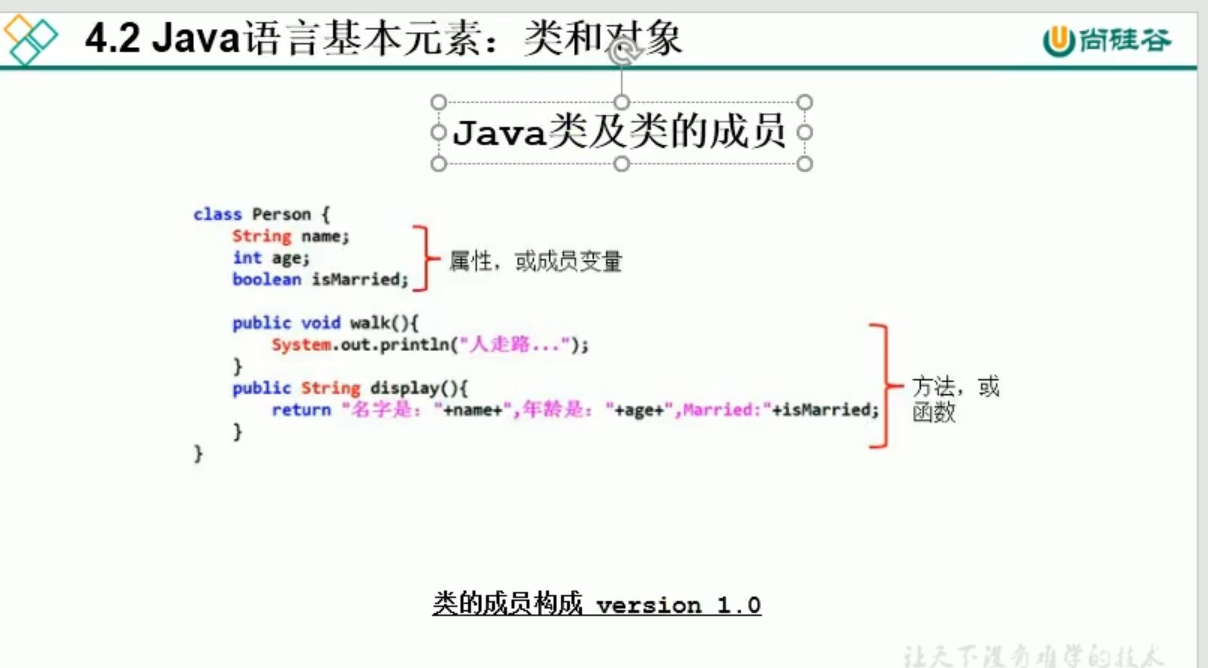 4.2 Java语言基本元素：类和对象
尚硅谷
Java类及类的成员
class Person {
String name;
int age;
boolean isMarried;
属性，或成员变量
public void walk(){
System.out.println("人走路...");
}
public String display(){
return "名字是："+name+",年龄是："+age+",Married:"+isMarried;
}
}
方法，或
函数
类的成员构成 version 1.0
让天下没有难学的技术